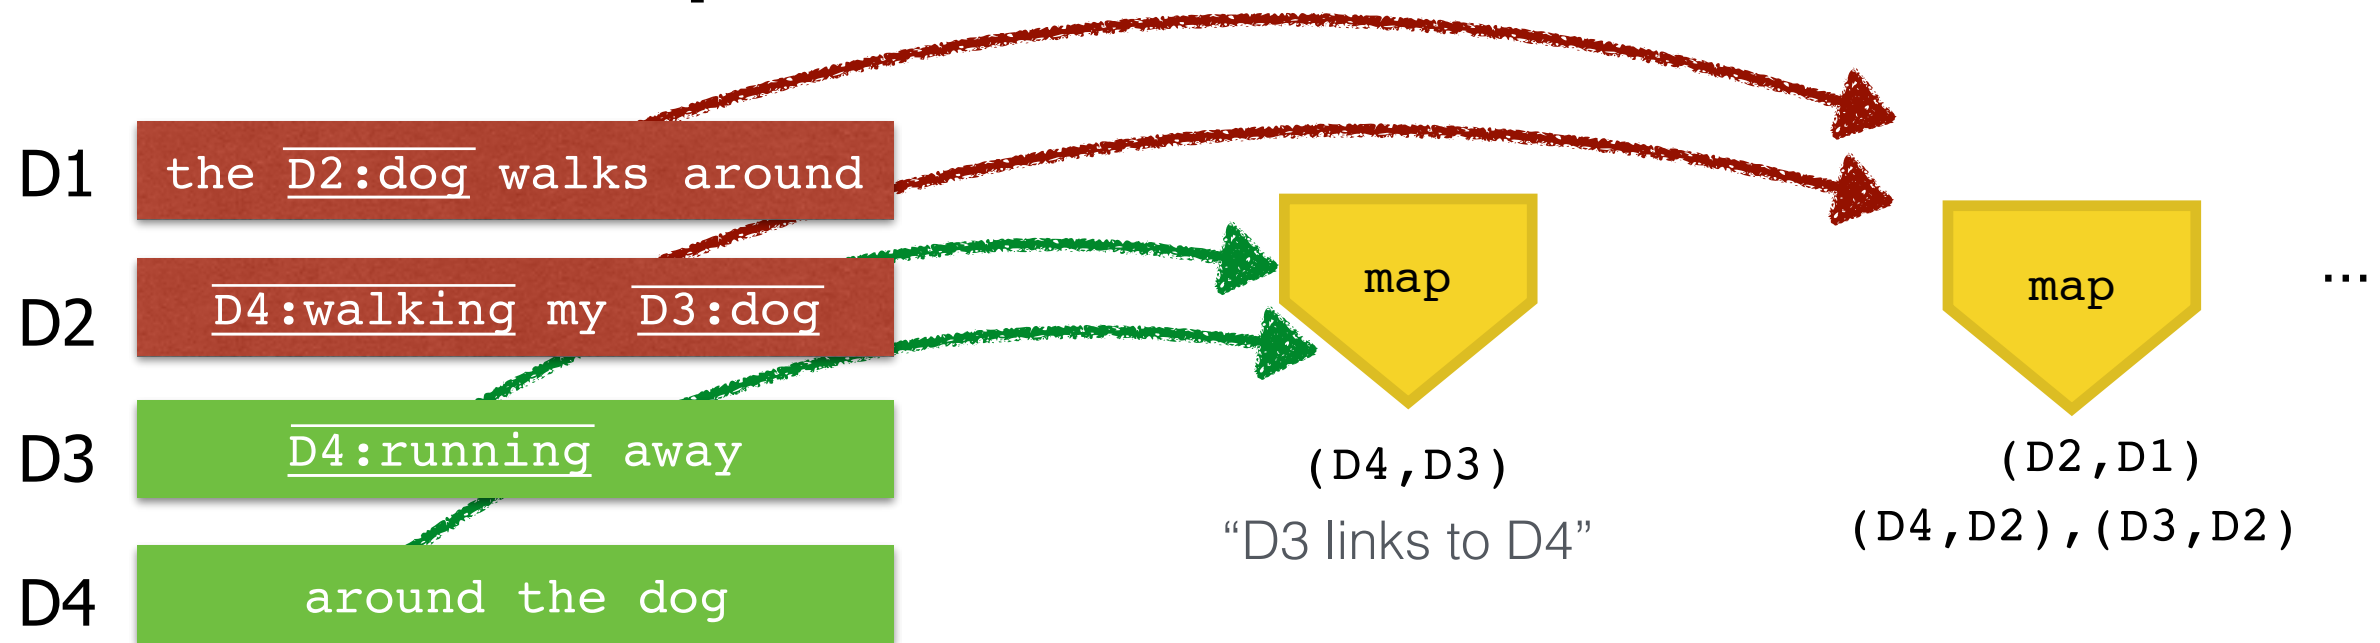 D1 the D2:dog walks around
D2 D4:walking my D3:dog
D3 D4:running away
D4 around the dog
map
(D4,D3)
“D3 links to D4”
map
(D2,D1)
(D4,D2),(D3,D2)
...